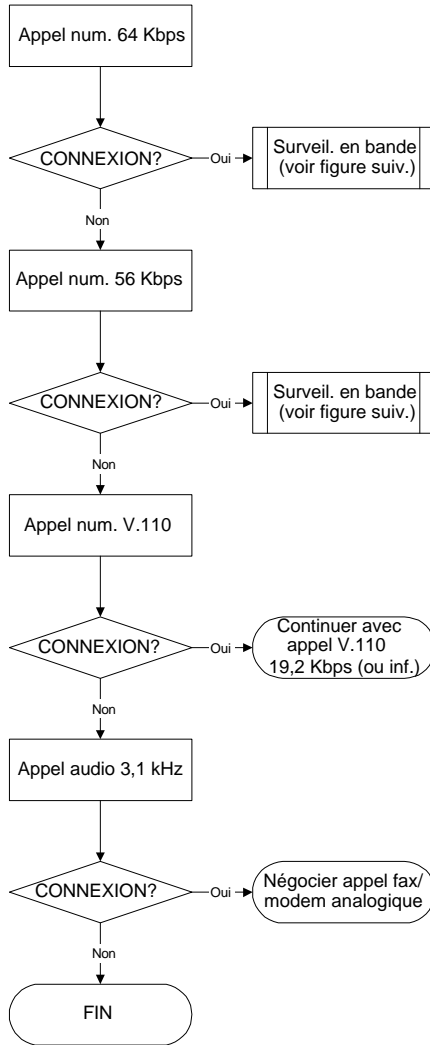 Appel num. 64 Kbps
CONNEXION?
Oui
Surveil. en bande
(voir figure suiv.)
Non
Appel num. 56 Kbps
CONNEXION?
Oui
Surveil. en bande
(voir figure suiv.)
Non
Appel num. V.110
CONNEXION?
Oui
Continuer avec
appel V.110
19,2 Kbps (ou inf.)
Non
Appel audio 3,1 kHz
CONNEXION?
Oui
Négocier appel fax/
modem analogique
Non
FIN